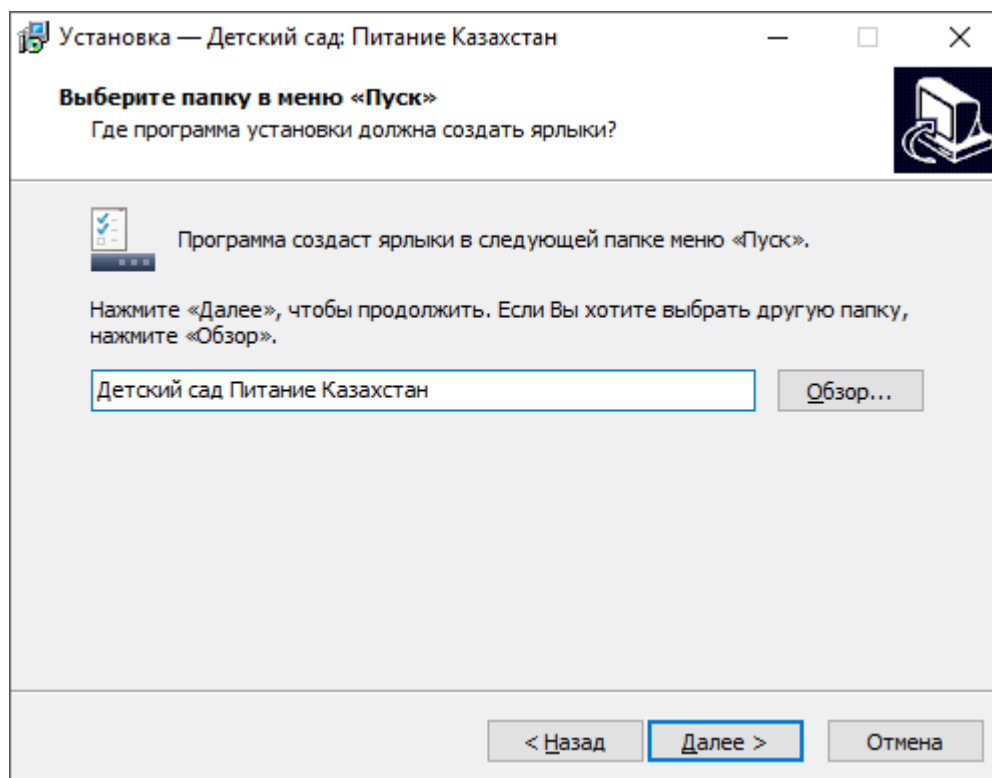 Установка — Детский сад: Питание Казахстан
Выберите папку в меню «Пуск»
Где программа установки должна создать ярлыки?
Программа создаст ярлыки в следующей папке меню «Пуск».
Нажмите «Далее», чтобы продолжить. Если Вы хотите выбрать другую папку,
нажмите «Обзор».
Детский сад Питание Казахстан
Обзор...
< Назад
Далее >
Отмена